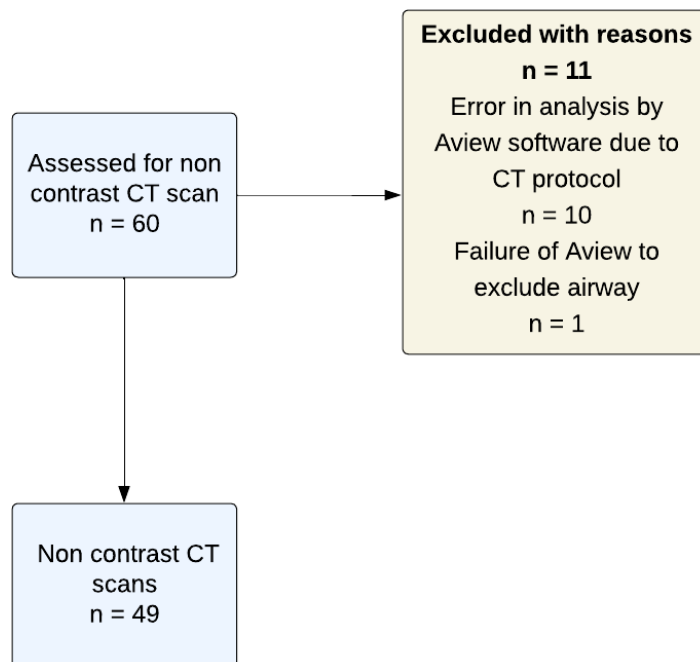 Excluded with reasons
n = 11
Error in analysis by
Aview software due to
CT protocol
n = 10
Failure of Aview to
exclude airway
n = 1
Assessed for non
contrast CT scan
n = 60
Non contrast CT
scans
n = 49